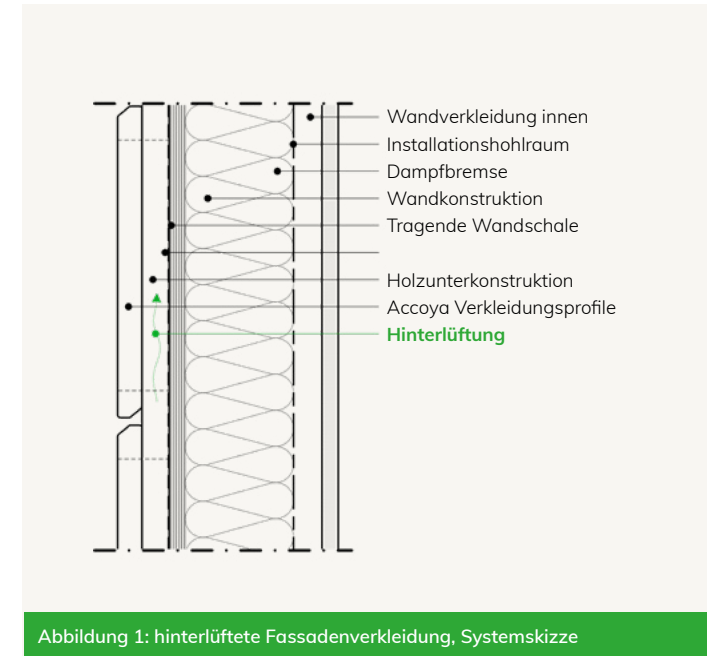 Wandverkleidung innen
Installationshohlraum
Dampfbremse
Wandkonstruktion
Tragende Wandschale
Holzunterkonstruktion
Accoya Verkleidungsprofile
Hinterlüftung
Abbildung 1: hinterlüftete Fassadenverkleidung, Systemskizze